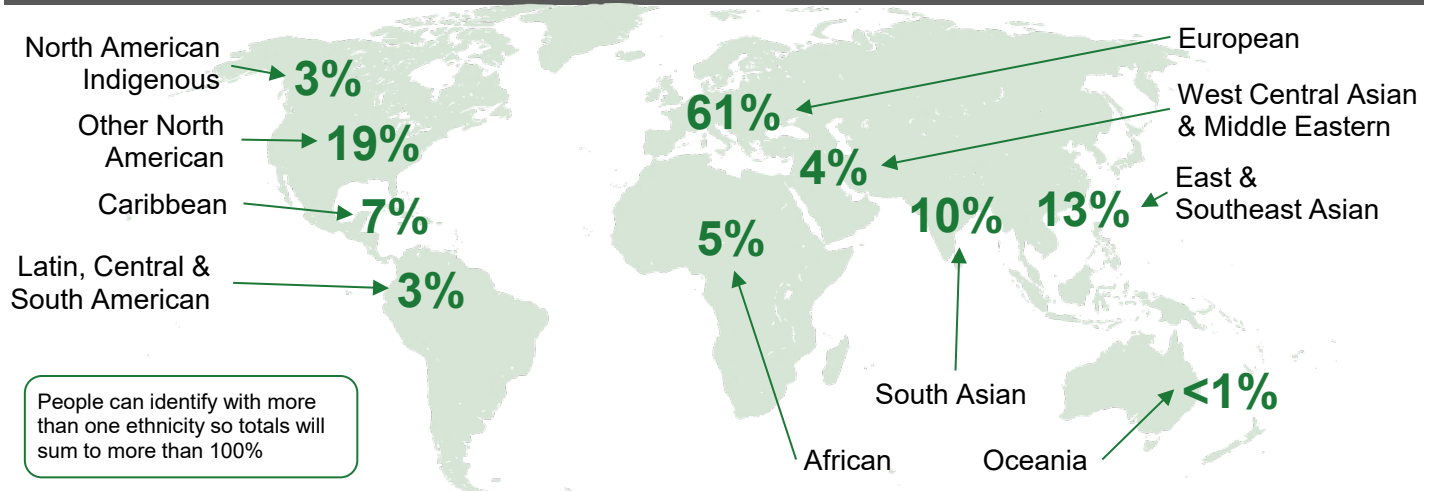 North American
Indigenous
3%
Other North
American
19%
Caribbean
7%
Latin, Central &
South American
3%
People can identify with more
than one ethnicity so totals will
sum to more than 100%
European
61%
West Central Asian
& Middle Eastern
4%
East &
Southeast Asian
13%
10%
South Asian
5%
African
<1%
Oceania